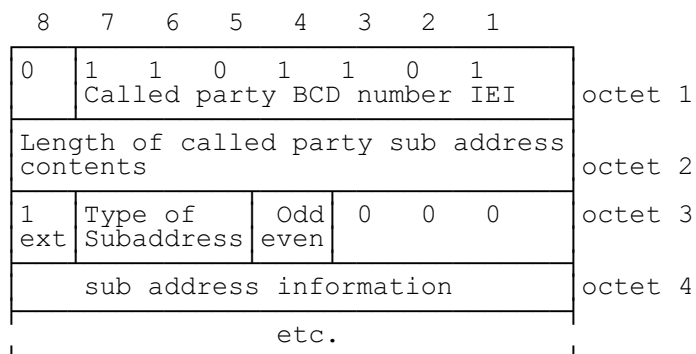 8 7 6 5 4 3 2 1
0 1 1 0 1 1 0 1
Called party BCD number IEI octet 1
Length of called party sub address
contents octet 2
1 Type of Odd 0 0 0 octet 3
ext Subaddress even
sub address information octet 4
etc.